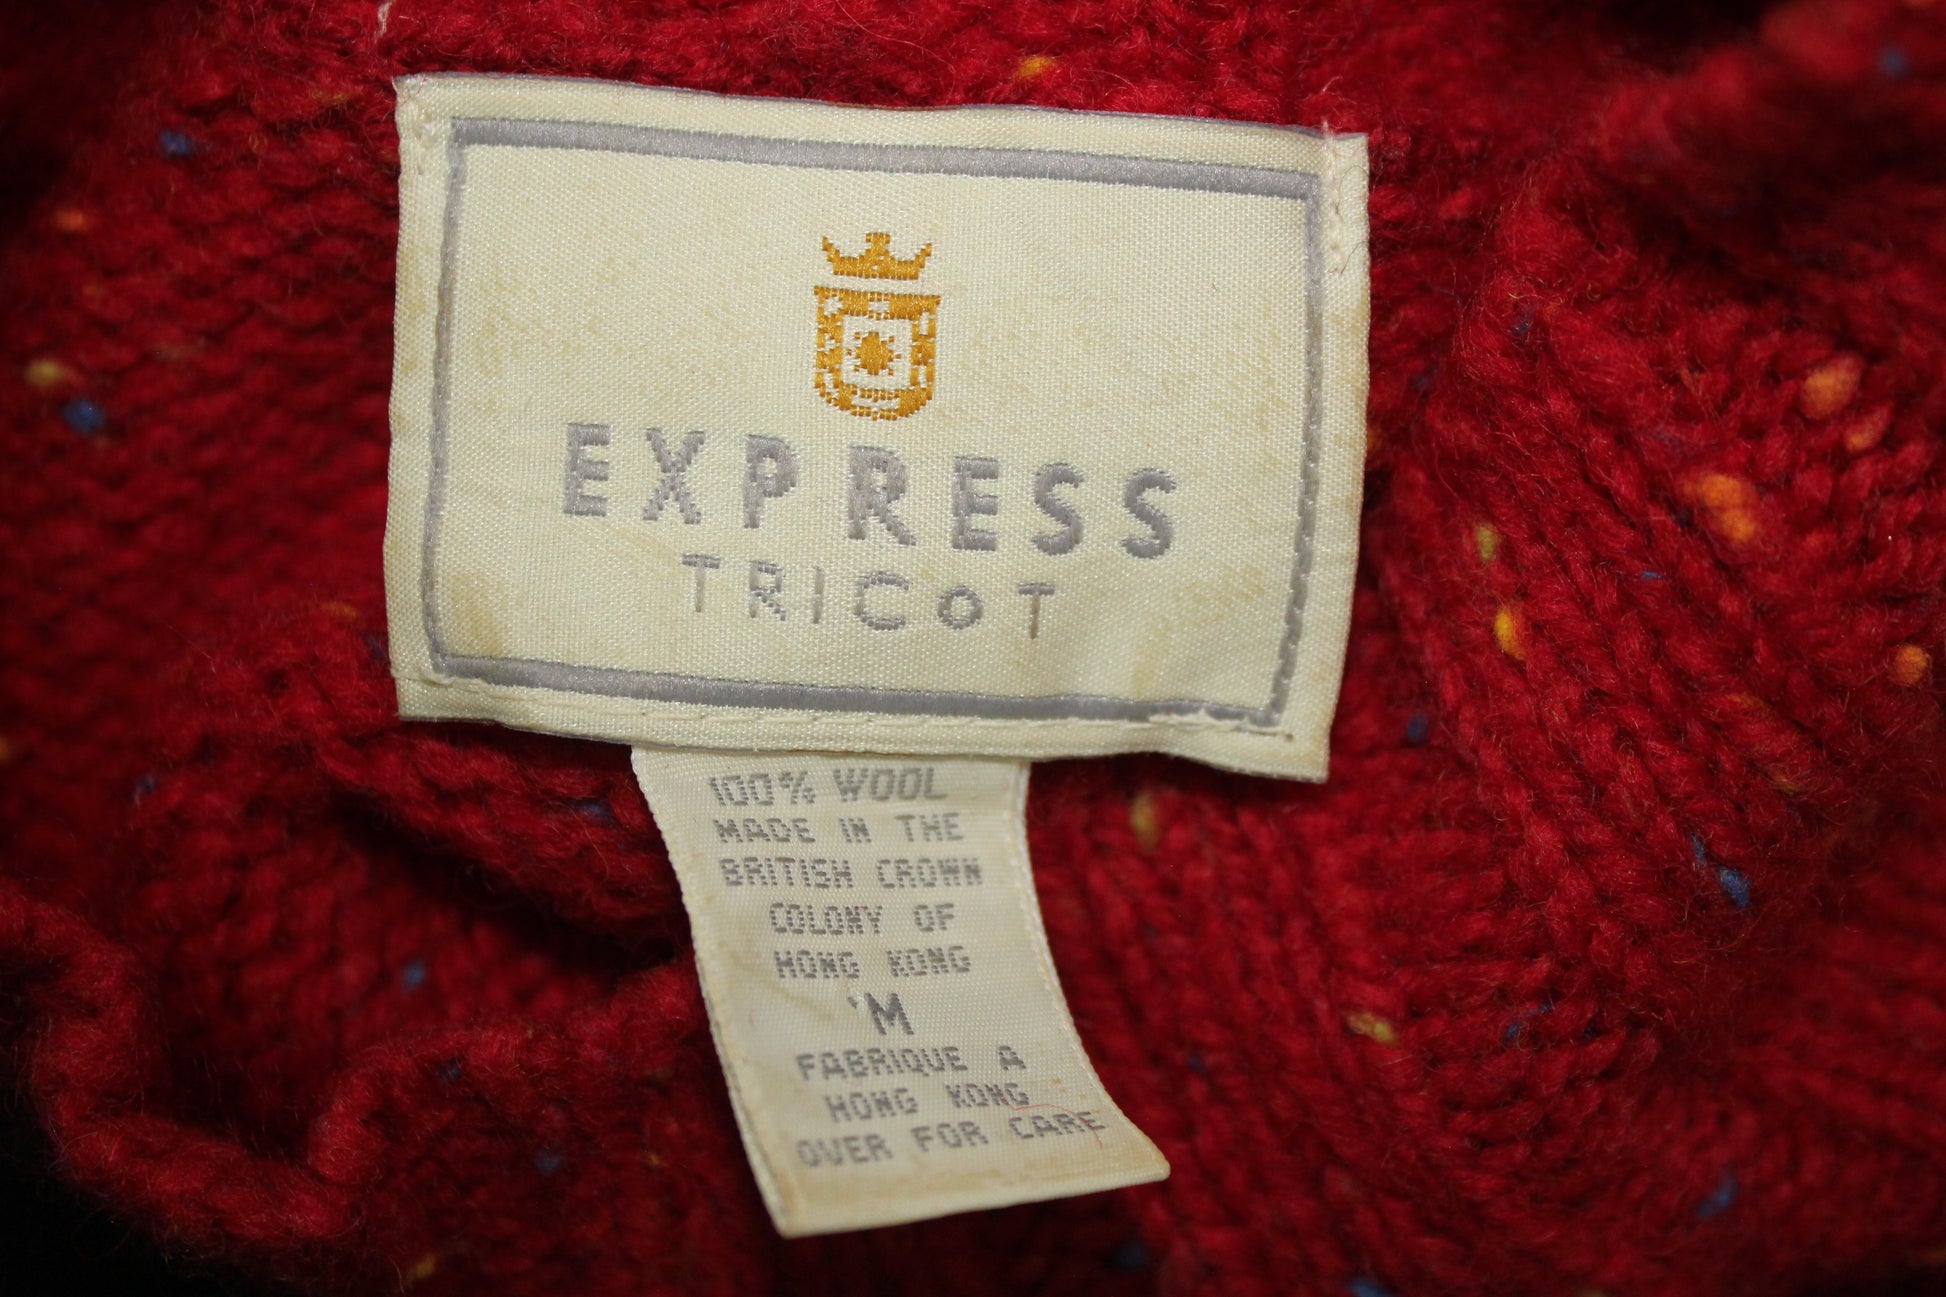 EXPRESS
TRICOT
100% WOOL
MADE IN THE
BRITISH CROWN
COLONY OF
HONG KONG
M
FABRIQUE A
HONG KONG
OVER FOR CARE